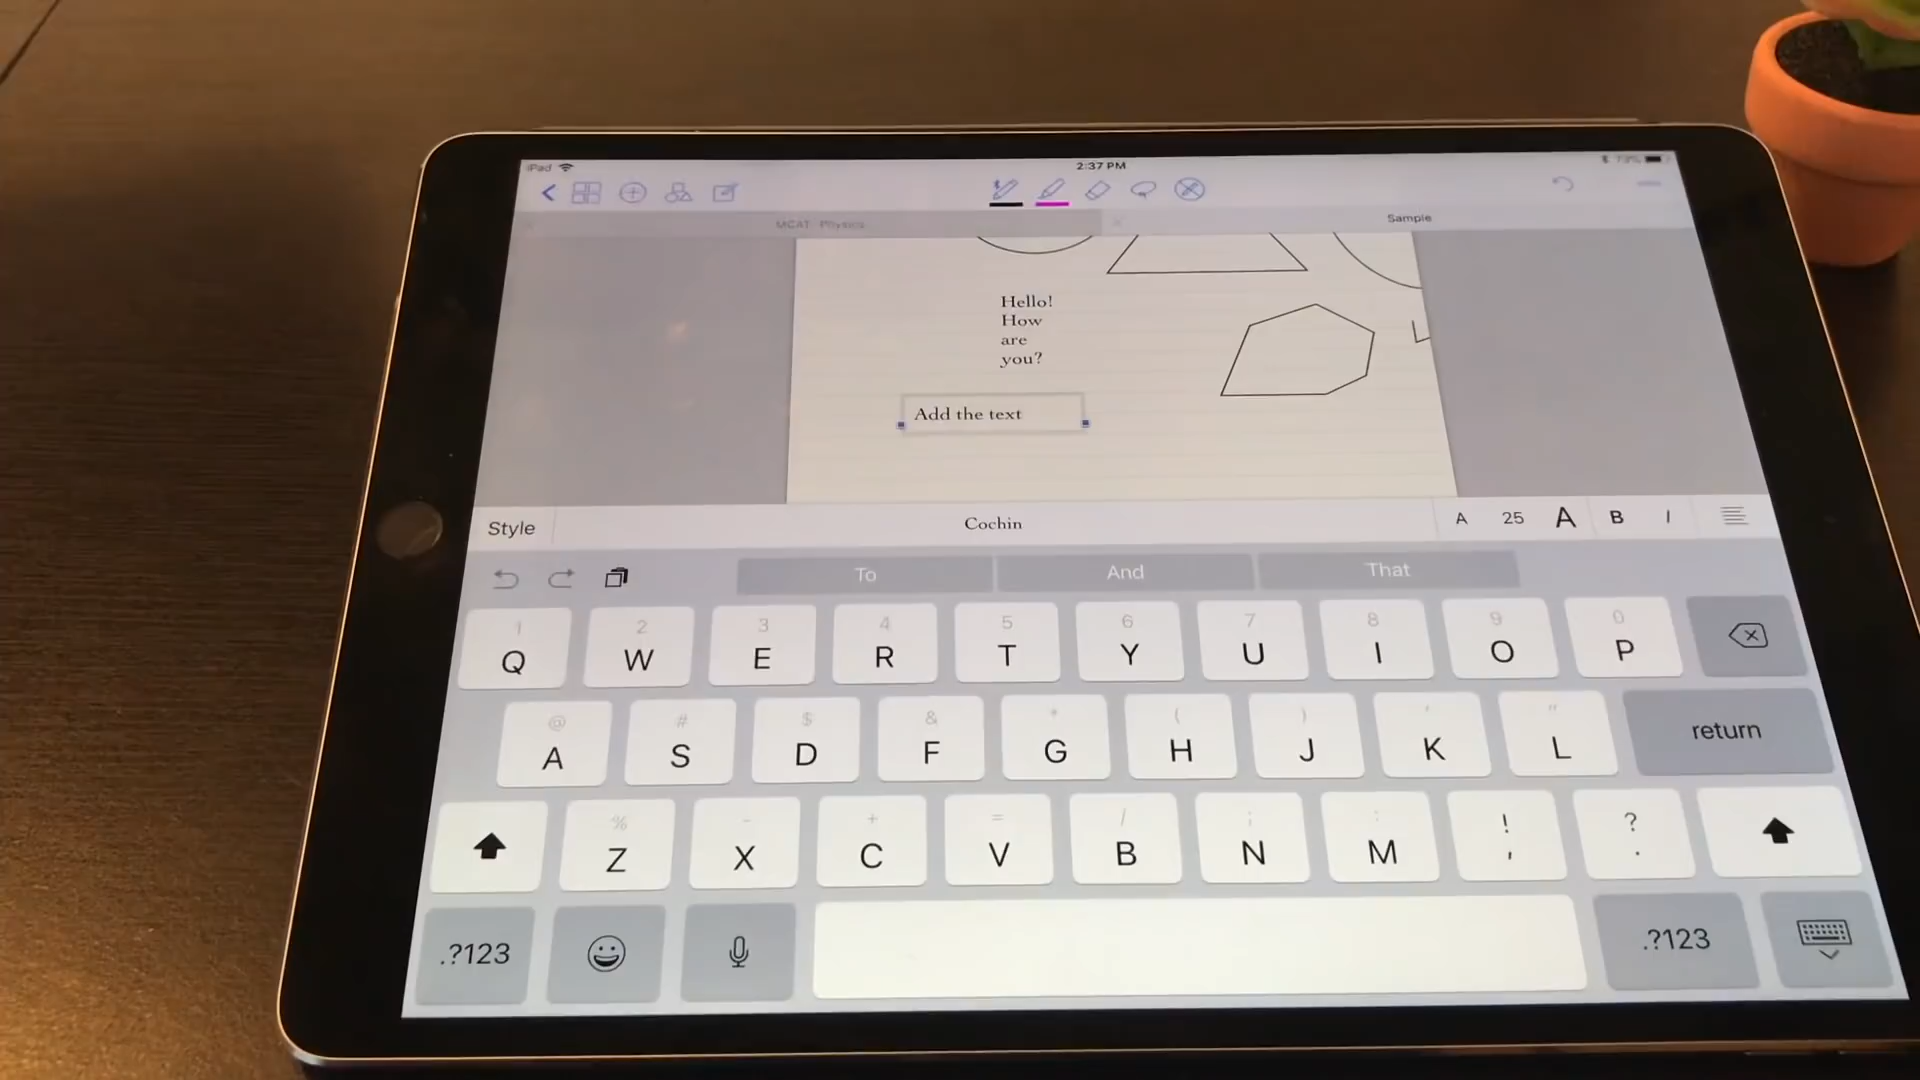 iPad
2:37 PM
73%
MCAT Physics
Sample
Hello!
How
are
you?
Add the text
Style
Cochin
A 25 A B I
To And That
1 2 3 4 5 6 7 8 9 0
Q W E R T Y U I O P
@ # $ & * ( ) ' "
A S D F G H J K L return
% - + = / ; : ! ?
Z X C V B N M , .
.?123 .?123